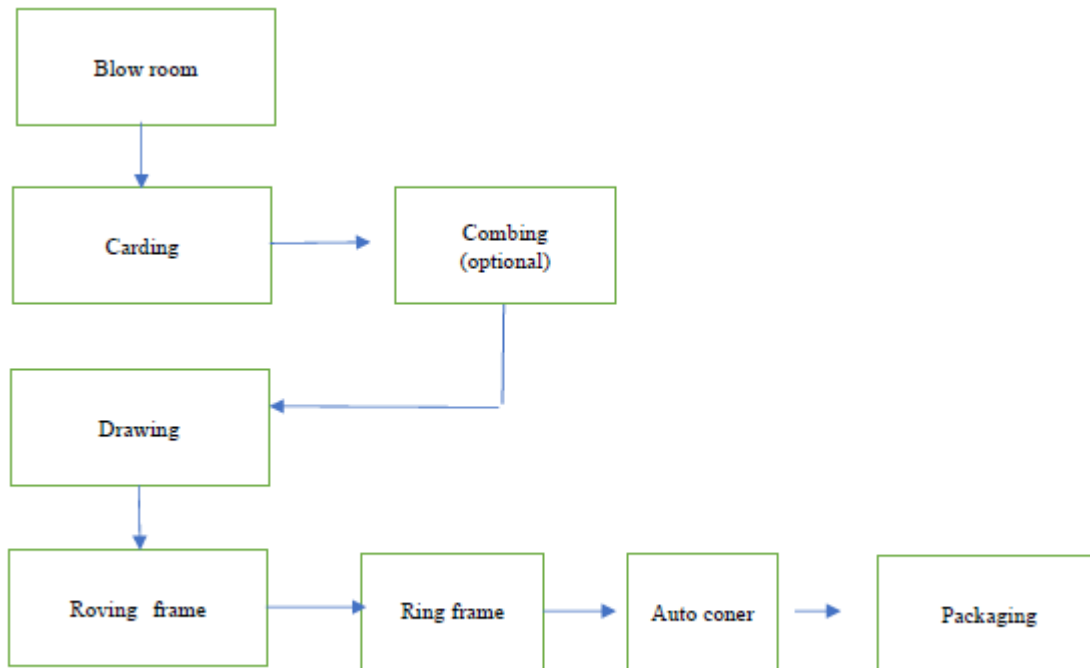 Blow room
Carding
Combing
(optional)
Drawing
Roving frame
Ring frame
Auto coner
Packaging